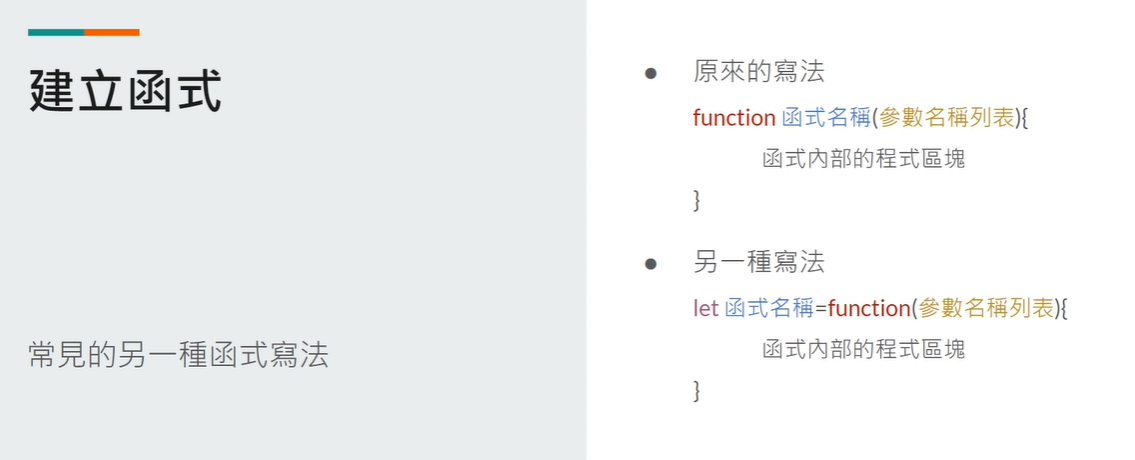 建立函式
常見的另一種函式寫法
● 原來的寫法
function 函式名稱(參數名稱列表){
函式內部的程式區塊
}
● 另一種寫法
let 函式名稱=function(參數名稱列表){
函式內部的程式區塊
}